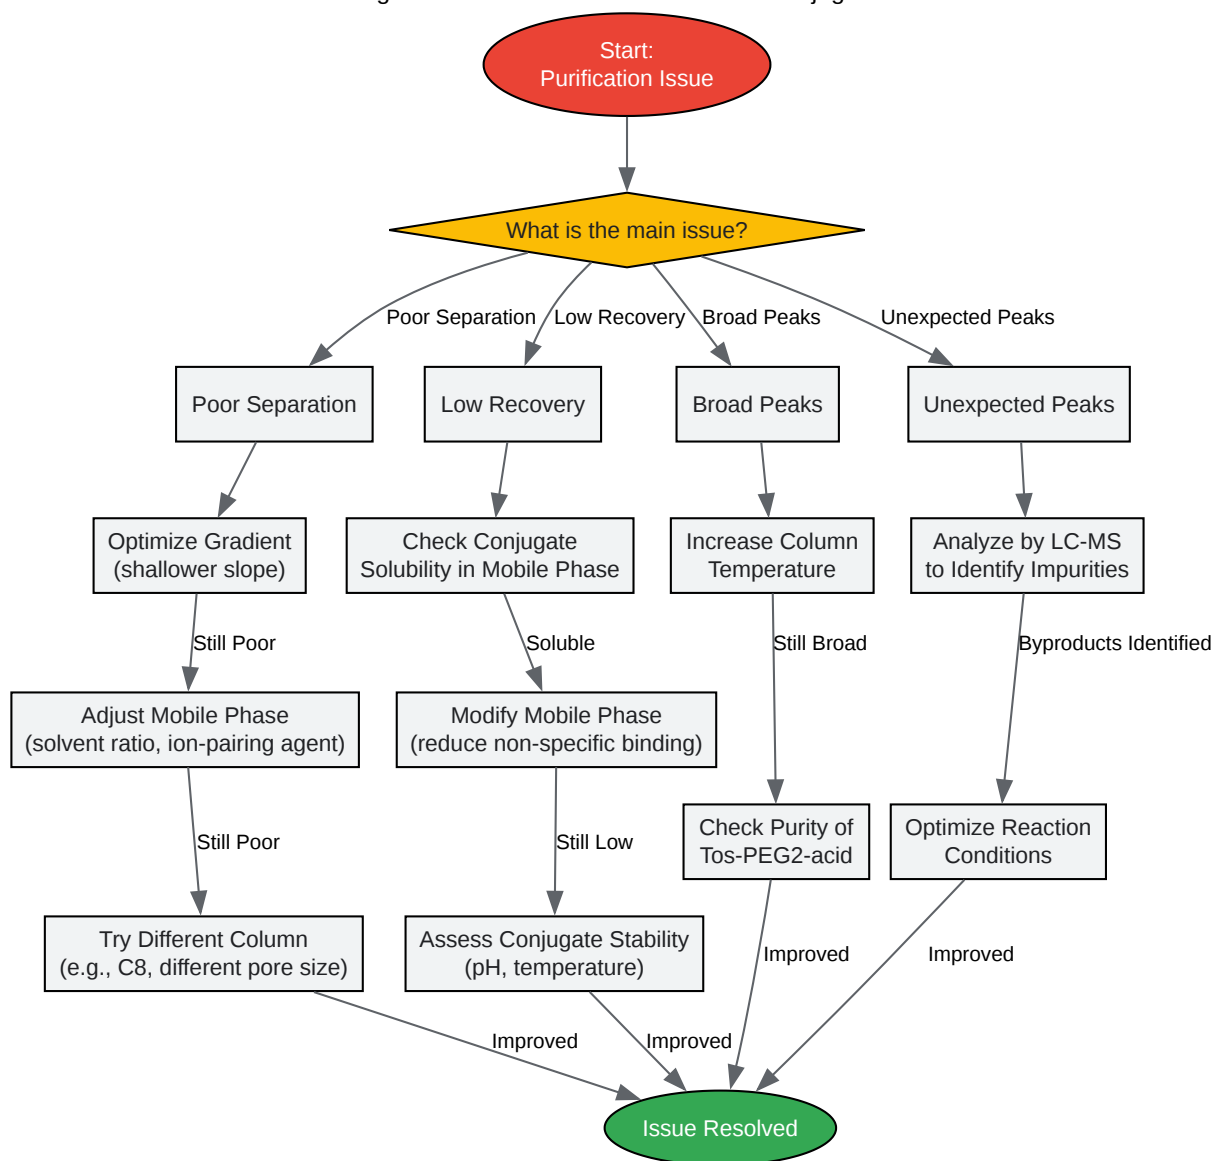 Start:
Purification Issue
What is the main issue?
Poor Separation
Low Recovery
Broad Peaks
Unexpected Peaks
Poor Separation
Low Recovery
Broad Peaks
Unexpected Peaks
Optimize Gradient
(shallower slope)
Check Conjugate
Solubility in Mobile Phase
Increase Column
Temperature
Analyze by LC-MS
to Identify Impurities
Still Poor
Soluble
Still Broad
Byproducts Identified
Adjust Mobile Phase
(solvent ratio, ion-pairing agent)
Modify Mobile Phase
(reduce non-specific binding)
Still Poor
Still Low
Check Purity of
Tos-PEG2-acid
Optimize Reaction
Conditions
Try Different Column
(e.g., C8, different pore size)
Assess Conjugate Stability
(pH, temperature)
Improved
Improved
Improved
Improved
Issue Resolved